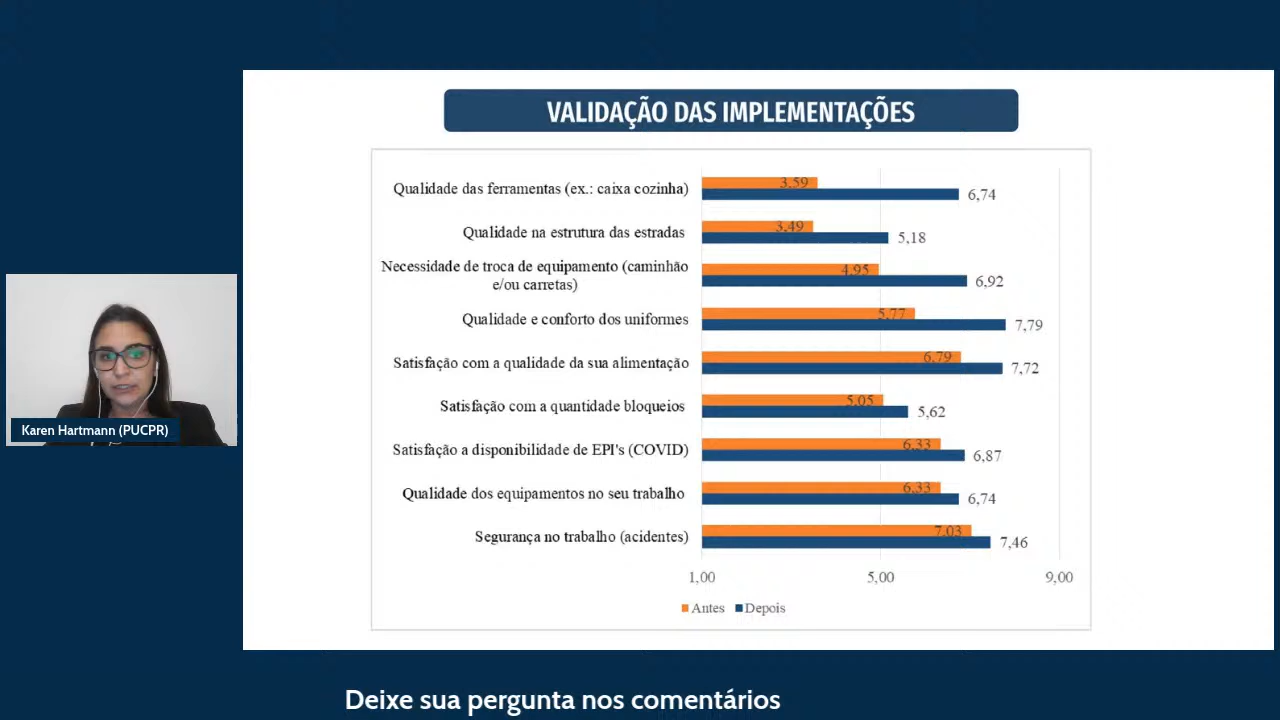 VALIDAÇÃO DAS IMPLEMENTAÇÕES
Qualidade das ferramentas (ex.: caixa cozinha)
3,59
6,74
Qualidade na estrutura das estradas
3,49
5,18
Necessidade de troca de equipamento (caminhão
e/ou carretas)
4,95
6,92
Qualidade e conforto dos uniformes
5,77
7,79
Satisfação com a qualidade da sua alimentação
6,79
7,72
Satisfação com a quantidade bloqueios
5,05
5,62
Satisfação a disponibilidade de EPI's (COVID)
6,33
6,87
Qualidade dos equipamentos no seu trabalho
6,33
6,74
Segurança no trabalho (acidentes)
7,03
7,46
1,00 5,00 9,00
Antes Depois
Karen Hartmann (PUCPR)
Deixe sua pergunta nos comentários